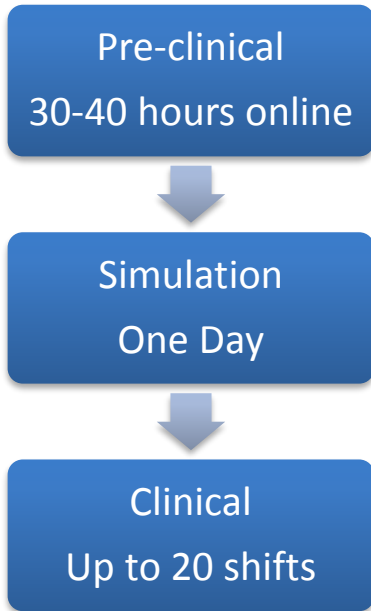 Pre-clinical
30-40 hours online
Simulation
One Day
Clinical
Up to 20 shifts